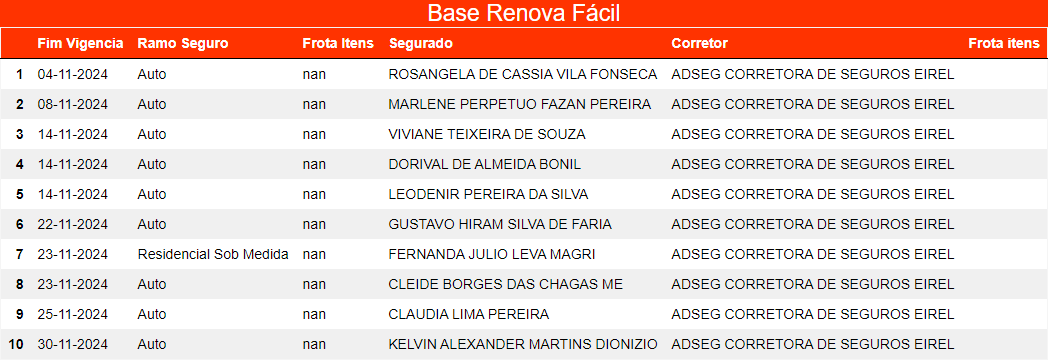 Base Renova Fácil
Fim Vigencia Ramo Seguro Frota Itens Segurado Corretor Frota itens
1 04-11-2024 Auto nan ROSANGELA DE CASSIA VILA FONSECA ADSEG CORRETORA DE SEGUROS EIREL
2 08-11-2024 Auto nan MARLENE PERPETUO FAZAN PEREIRA ADSEG CORRETORA DE SEGUROS EIREL
3 14-11-2024 Auto nan VIVIANE TEIXEIRA DE SOUZA ADSEG CORRETORA DE SEGUROS EIREL
4 14-11-2024 Auto nan DORIVAL DE ALMEIDA BONIL ADSEG CORRETORA DE SEGUROS EIREL
5 14-11-2024 Auto nan LEODENIR PEREIRA DA SILVA ADSEG CORRETORA DE SEGUROS EIREL
6 22-11-2024 Auto nan GUSTAVO HIRAM SILVA DE FARIA ADSEG CORRETORA DE SEGUROS EIREL
7 23-11-2024 Residencial Sob Medida nan FERNANDA JULIO LEVA MAGRI ADSEG CORRETORA DE SEGUROS EIREL
8 23-11-2024 Auto nan CLEIDE BORGES DAS CHAGAS ME ADSEG CORRETORA DE SEGUROS EIREL
9 25-11-2024 Auto nan CLAUDIA LIMA PEREIRA ADSEG CORRETORA DE SEGUROS EIREL
10 30-11-2024 Auto nan KELVIN ALEXANDER MARTINS DIONIZIO ADSEG CORRETORA DE SEGUROS EIREL